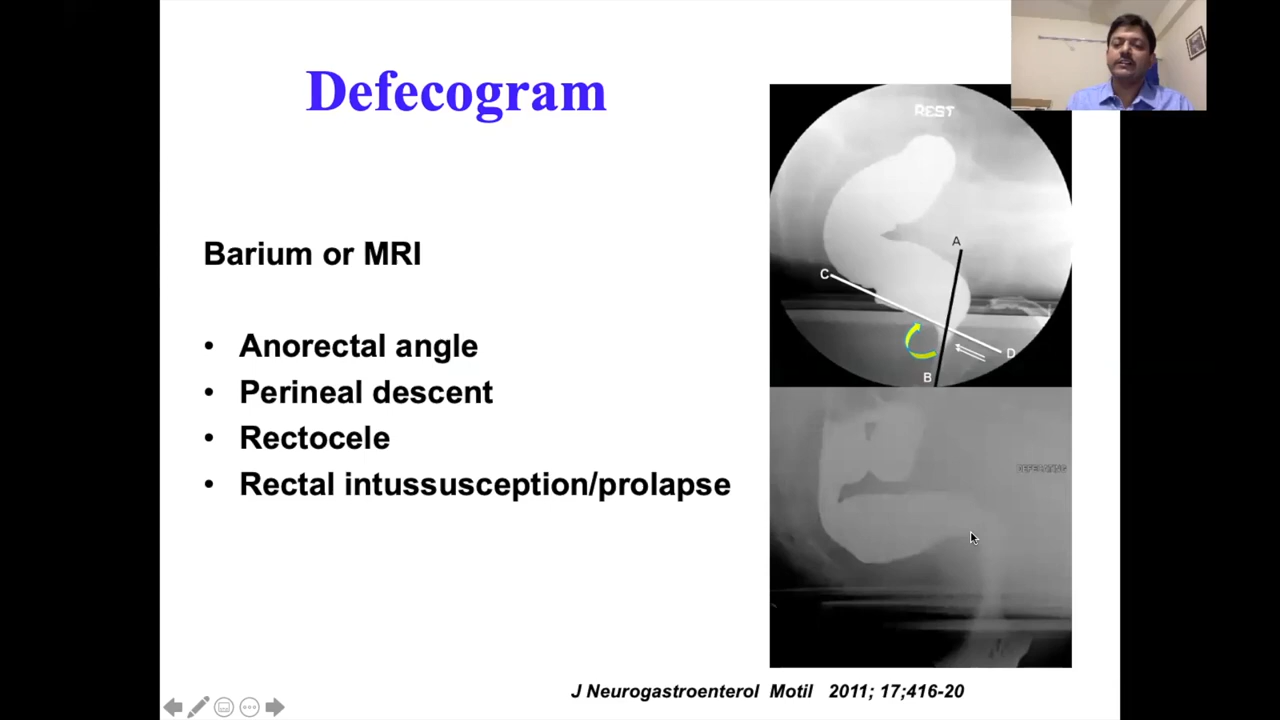 Defecogram
Barium or MRI
• Anorectal angle
• Perineal descent
• Rectocele
• Rectal intussusception/prolapse
REST
A
C
D
B
DEFECATING
J Neurogastroenterol Motil 2011; 17;416-20